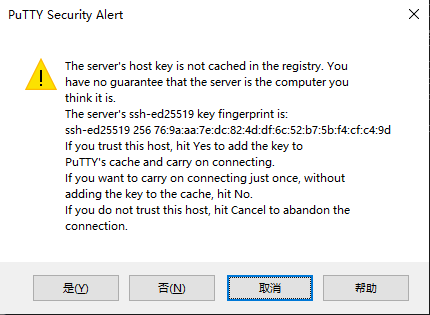 PuTTY Security Alert
The server's host key is not cached in the registry. You
have no guarantee that the server is the computer you
think it is.
The server's ssh-ed25519 key fingerprint is:
ssh-ed25519 256 76:9a:aa:7e:dc:82:4d:df:6c:52:b7:5b:f4:cf:c4:9d
If you trust this host, hit Yes to add the key to
PuTTY's cache and carry on connecting.
If you want to carry on connecting just once, without
adding the key to the cache, hit No.
If you do not trust this host, hit Cancel to abandon the
connection.
是(Y) 否(N) 取消 帮助